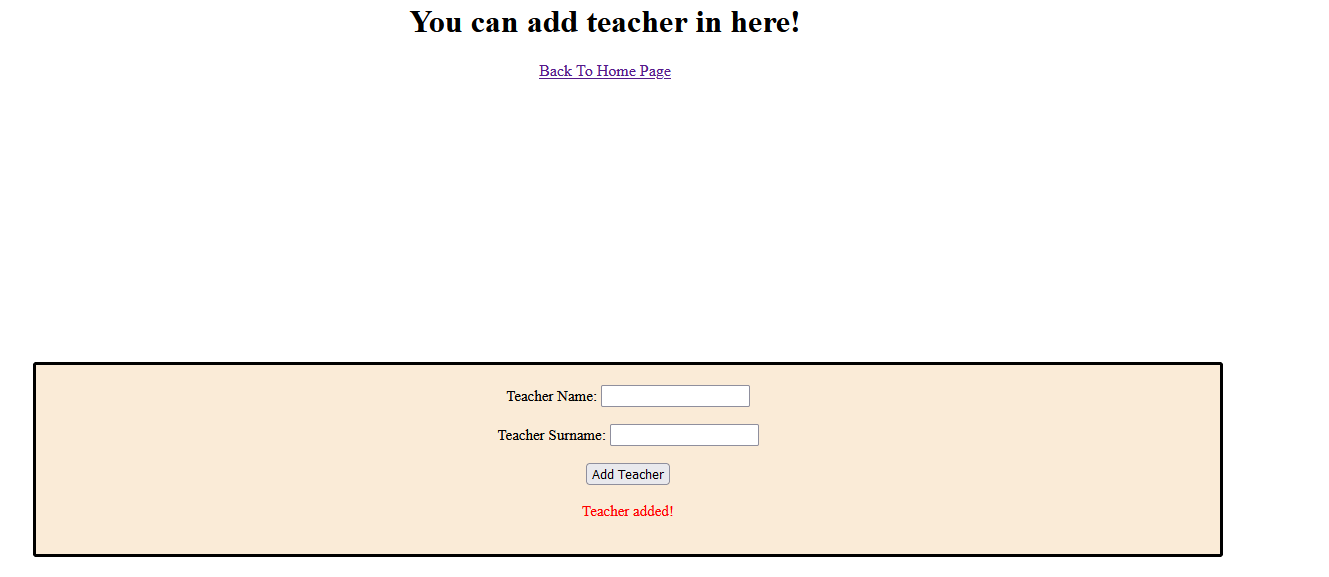 You can add teacher in here!
Back To Home Page
Teacher Name:
Teacher Surname:
Add Teacher
Teacher added!